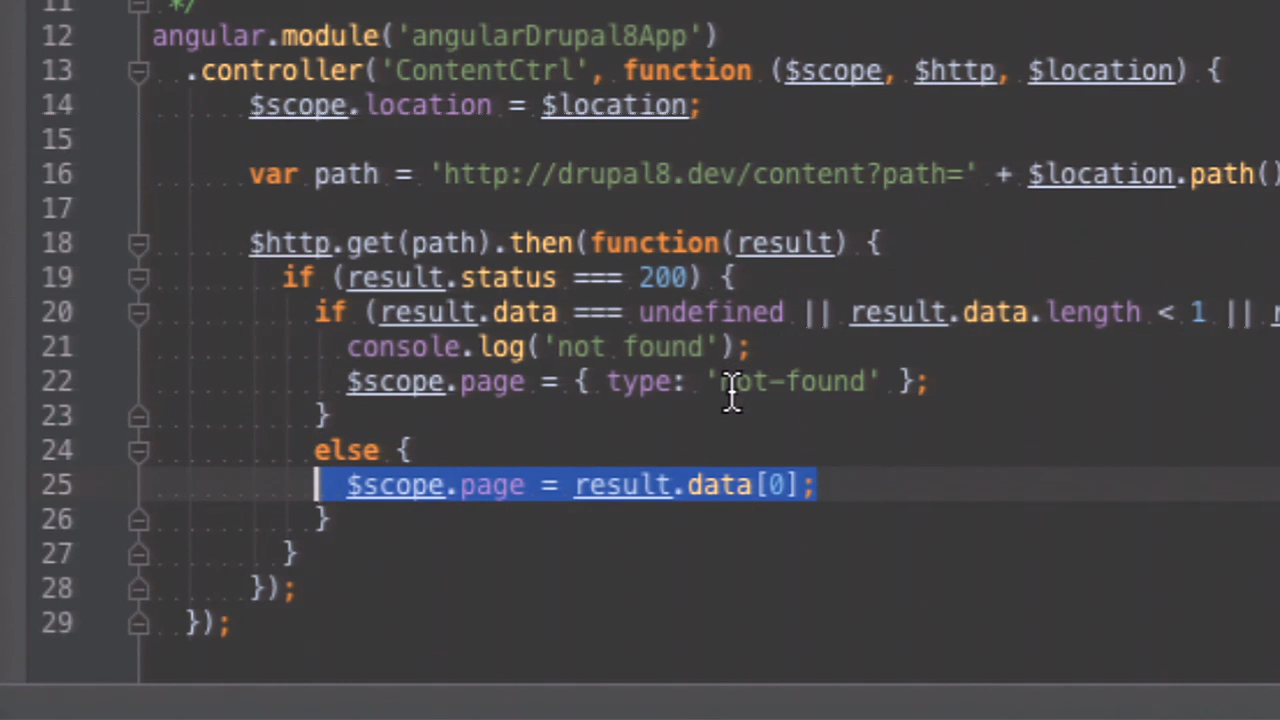 11 */
12 angular.module('angularDrupal8App')
13 .controller('ContentCtrl', function ($scope, $http, $location) {
14 $scope.location = $location;
15
16 var path = 'http://drupal8.dev/content?path=' + $location.path()
17
18 $http.get(path).then(function(result) {
19 if (result.status === 200) {
20 if (result.data === undefined || result.data.length < 1 ||
21 console.log('not found');
22 $scope.page = { type: 'not-found' };
23 }
24 else {
25 $scope.page = result.data[0];
26 }
27 }
28 });
29 });